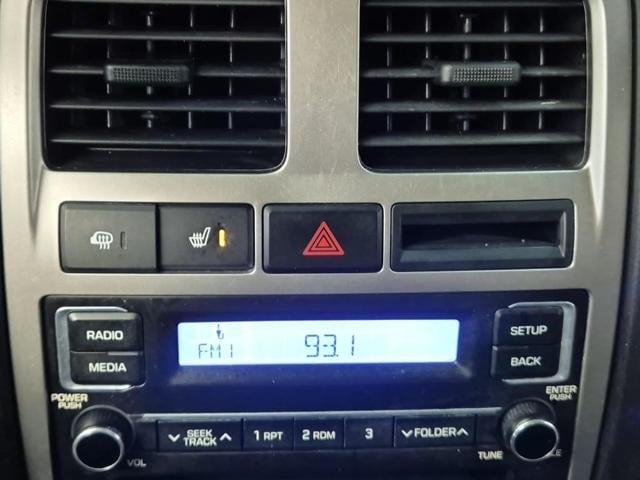 RADIO
MEDIA
FM1 93.1
SETUP
BACK
POWER
PUSH
ENTER
PUSH
SEEK
TRACK
1 RPT
2 RDM
3
FOLDER
VOL
TUNE